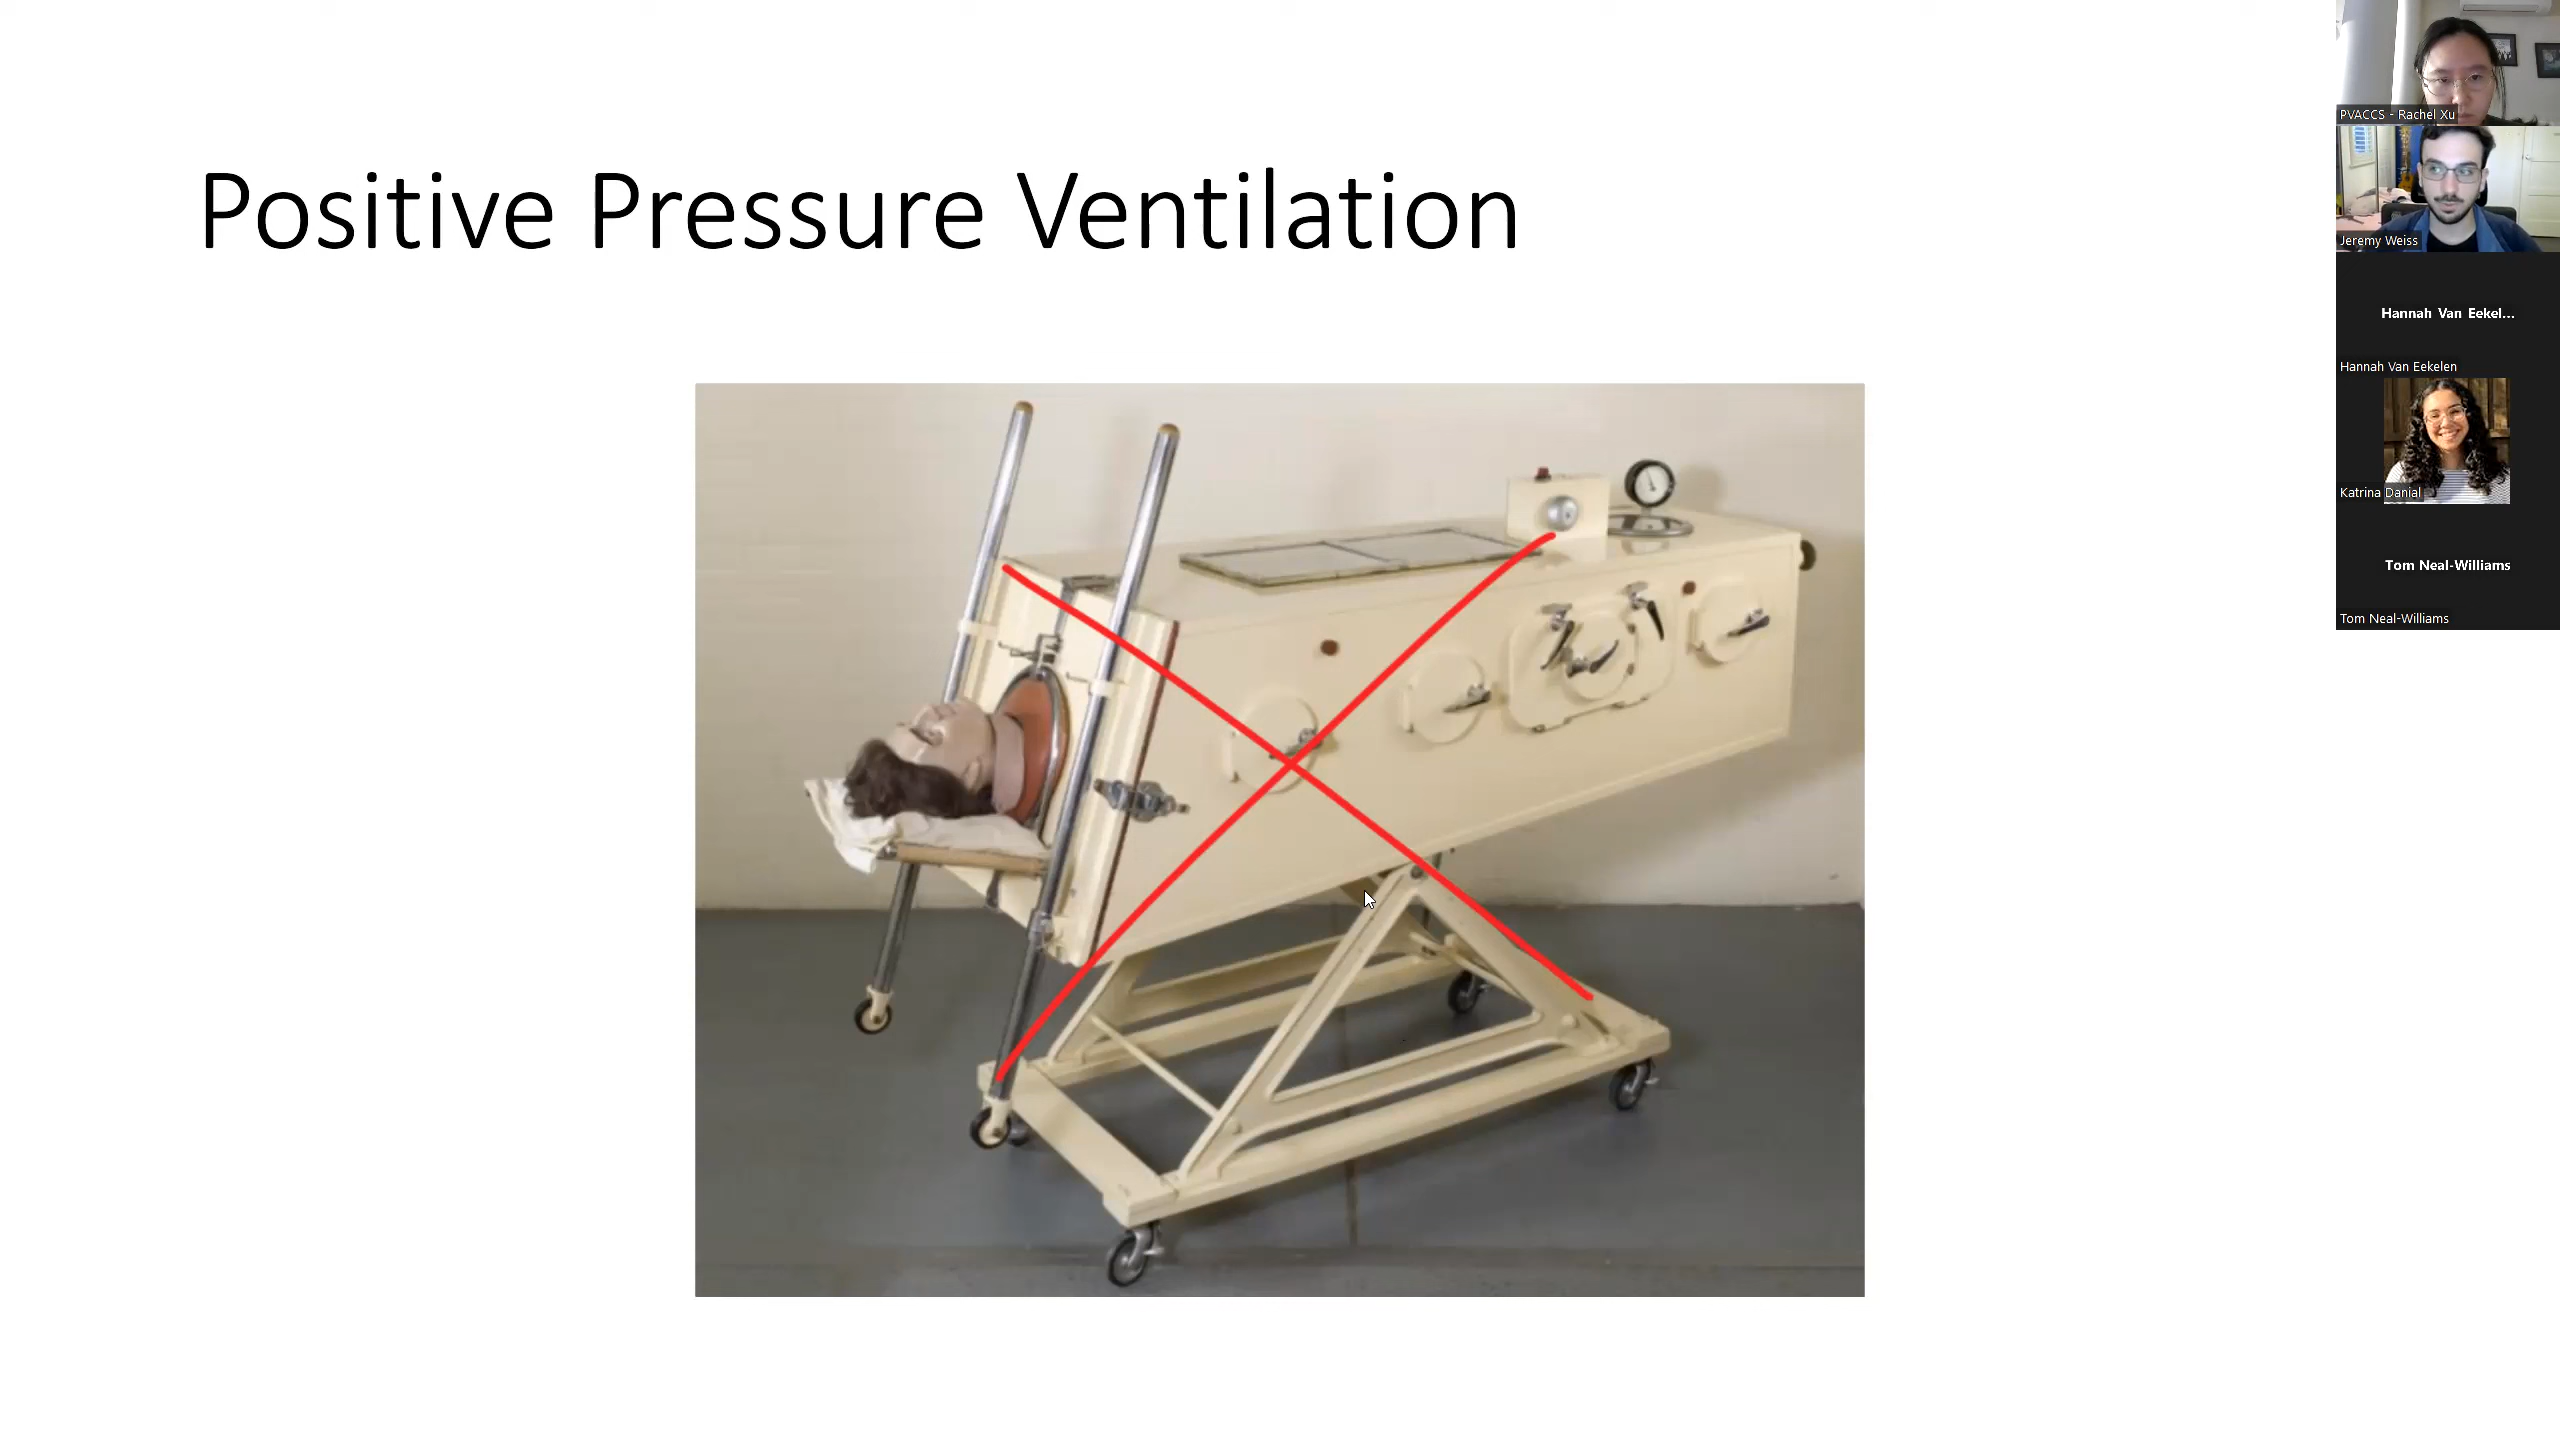 Positive Pressure Ventilation
PVACCS - Rachel Xu
Jeremy Weiss
Hannah Van Eekel...
Hannah Van Eekelen
Katrina Danial
Tom Neal-Williams
Tom Neal-Williams